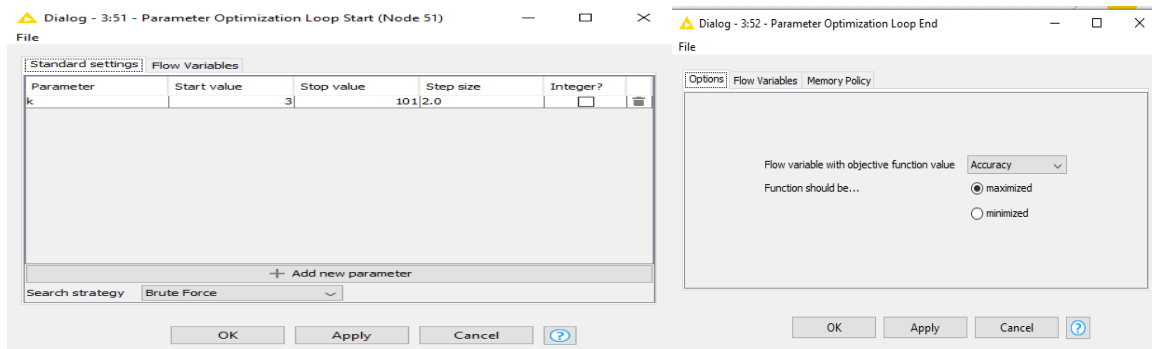 Dialog - 3:51 - Parameter Optimization Loop Start (Node 51)
File
Standard settings Flow Variables
Parameter Start value Stop value Step size Integer?
k 3 101 2.0
Add new parameter
Search strategy Brute Force
OK Apply Cancel ?
Dialog - 3:52 - Parameter Optimization Loop End
File
Options Flow Variables Memory Policy
Flow variable with objective function value Accuracy
Function should be... maximized
minimized
OK Apply Cancel ?